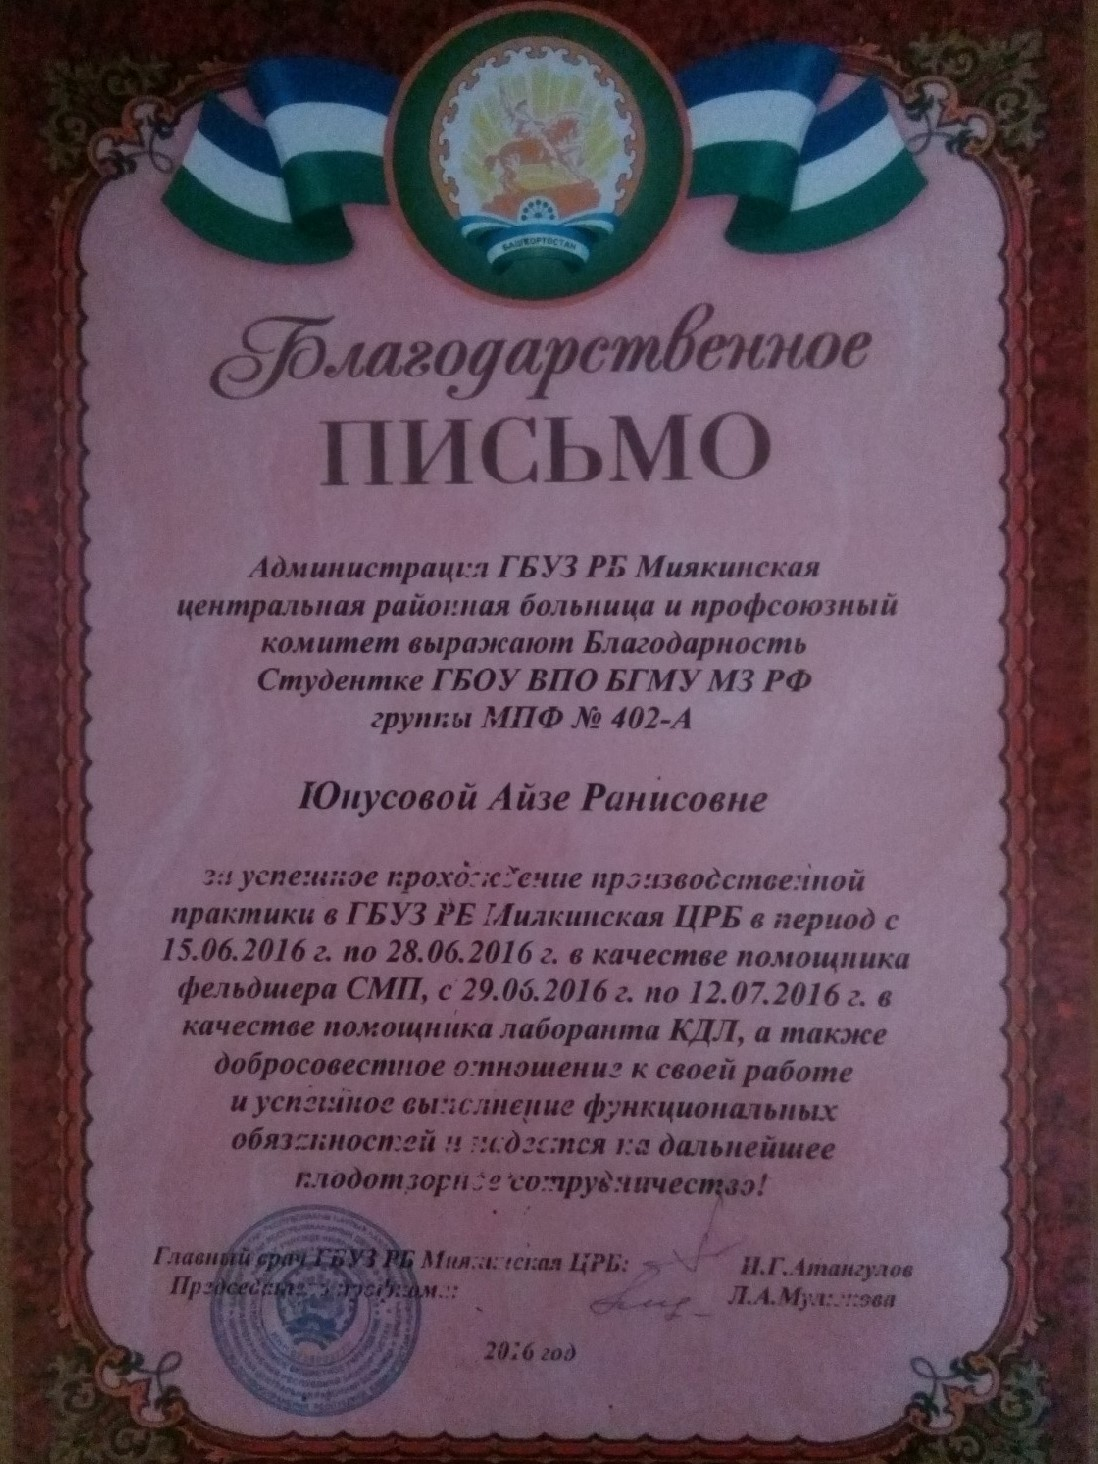 БАШҠОРТОСТАН
Благодарственное
ПИСЬМО
Администрация ГБУЗ РБ Миякинская
центральная районная больница и профсоюзный
комитет выражают Благодарность
Студентке ГБОУ ВПО БГМУ МЗ РФ
группы МПФ № 402-А
Юнусовой Айзе Ранисовне
за успешное прохождение производственной
практики в ГБУЗ РБ Миякинская ЦРБ в период с
15.06.2016 г. по 28.06.2016 г. в качестве помощника
фельдшера СМП, с 29.06.2016 г. по 12.07.2016 г. в
качестве помощника лаборанта КДЛ, а также
добросовестное отношение к своей работе
и успешное выполнение функциональных
обязанностей и надеется на дальнейшее
плодотворное сотрудничество!
Главный врач ГБУЗ РБ Миякинская ЦРБ: И.Г.Атангулов
Председатель профкома: Л.А.
2016 год